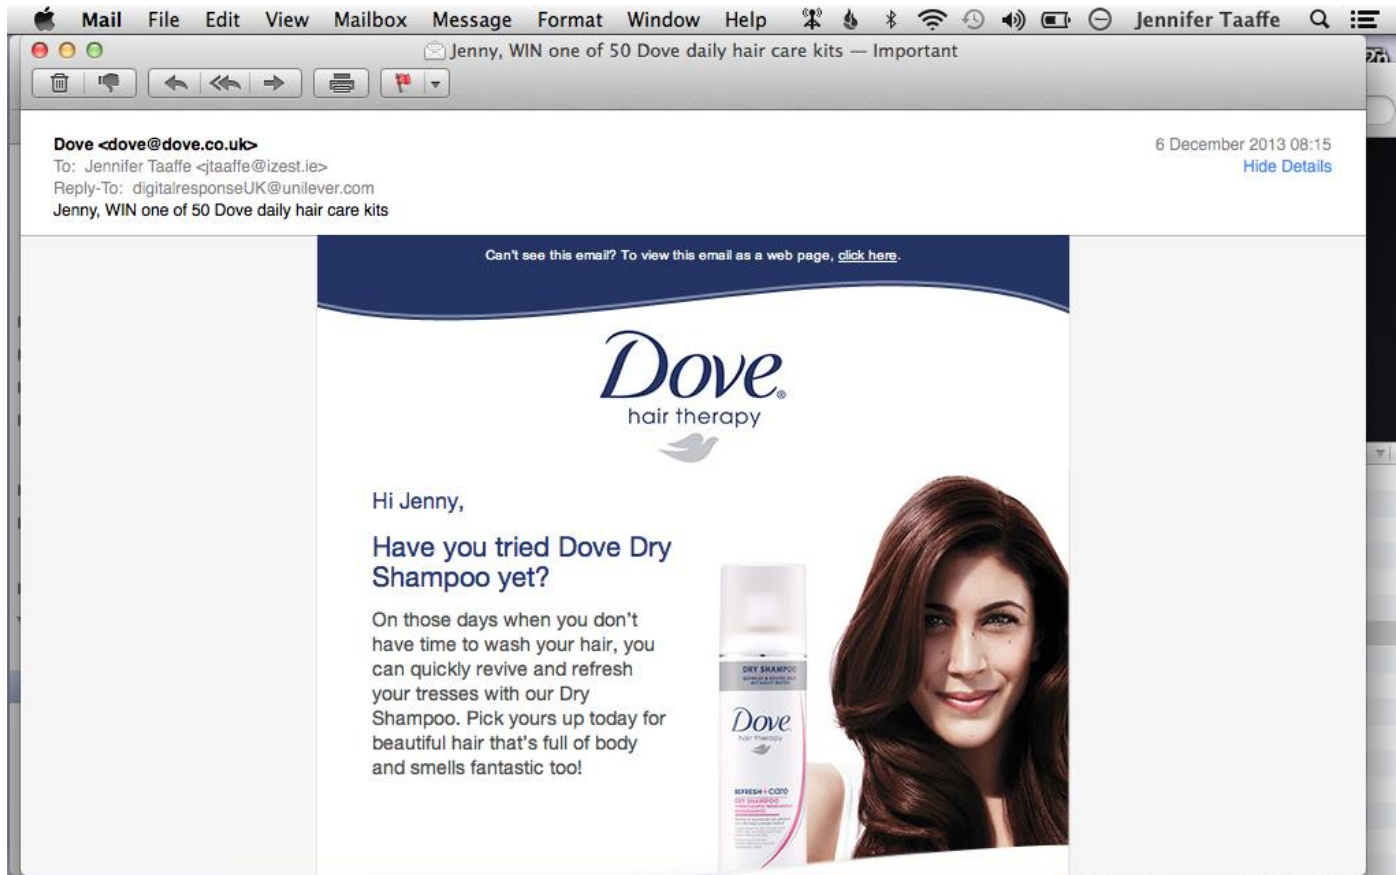 Mail File Edit View Mailbox Message Format Window Help Jennifer Taaffe
Jenny, WIN one of 50 Dove daily hair care kits — Important
Dove <dove@dove.co.uk>
6 December 2013 08:15
To: Jennifer Taaffe <jtaaffe@izest.ie>
Hide Details
Reply-To: digitalresponseUK@unilever.com
Jenny, WIN one of 50 Dove daily hair care kits
Can't see this email? To view this email as a web page, click here.
Dove®
hair therapy
Hi Jenny,
Have you tried Dove Dry
Shampoo yet?
On those days when you don't
have time to wash your hair, you
can quickly revive and refresh
your tresses with our Dry
Shampoo. Pick yours up today for
beautiful hair that's full of body
and smells fantastic too!
DRY SHAMPOO
Dove
hair therapy
REFRESH+care
DRY SHAMPOO